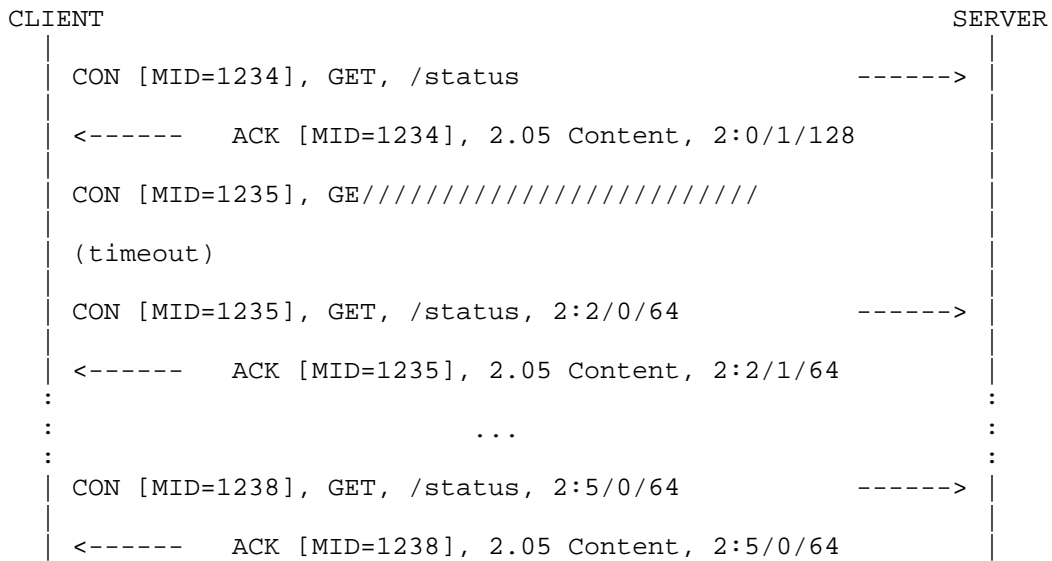 CLIENT SERVER
CON [MID=1234], GET, /status ------>
<------ ACK [MID=1234], 2.05 Content, 2:0/1/128
CON [MID=1235], GE/////////////////////////
(timeout)
CON [MID=1235], GET, /status, 2:2/0/64 ------>
<------ ACK [MID=1235], 2.05 Content, 2:2/1/64
: :
: ... :
: :
CON [MID=1238], GET, /status, 2:5/0/64 ------>
<------ ACK [MID=1238], 2.05 Content, 2:5/0/64